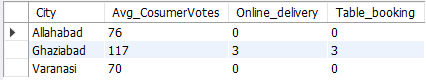 City Avg_CosumerVotes Online_delivery Table_booking
Allahabad 76 0 0
Ghaziabad 117 3 3
Varanasi 70 0 0